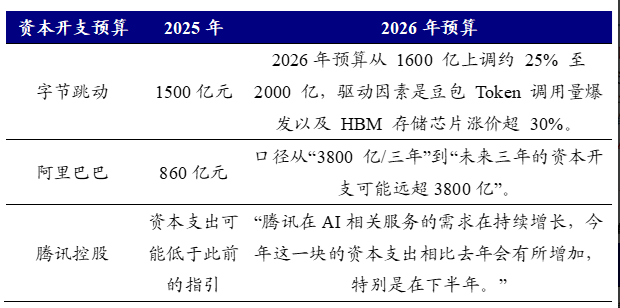 资本开支预算 2025 年 2026 年预算
2026 年预算从 1600 亿上调约 25% 至
字节跳动 1500 亿元 2000 亿，驱动因素是豆包 Token 调用量爆
发以及 HBM 存储芯片涨价超 30%。
阿里巴巴 860 亿元 口径从“3800 亿/三年”到“未来三年的资本开
支可能远超 3800 亿”。
资本支出可 “腾讯在 AI 相关服务的需求在持续增长，今
腾讯控股 能低于此前 年这一块的资本支出相比去年会有所增加，
的指引 特别是在下半年。”